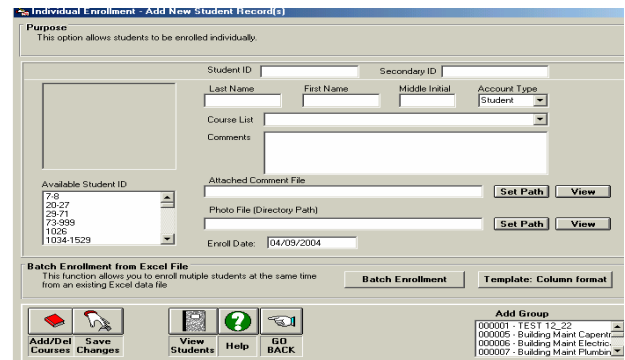 Individual Enrollment - Add New Student Record(s)
Purpose
This option allows students to be enrolled individually.
Student ID
Secondary ID
Last Name
First Name
Middle Initial
Account Type
Student
Course List
Comments
Available Student ID
7-8
20-27
29-71
73-999
1026
1034-1529
Attached Comment File
Set Path
View
Photo File (Directory Path)
Set Path
View
Enroll Date:
04/09/2004
Batch Enrollment from Excel File
This function allows you to enroll mutiple students at the same time
from an existing Excel data file
Batch Enrollment
Template: Column format
Add/Del
Courses
Save
Changes
View
Students
Help
GO
BACK
Add Group
000001 - TEST 12_22
000005 - Building Maint Capentr
000006 - Building Maint Electric
000007 - Building Maint Plumbin